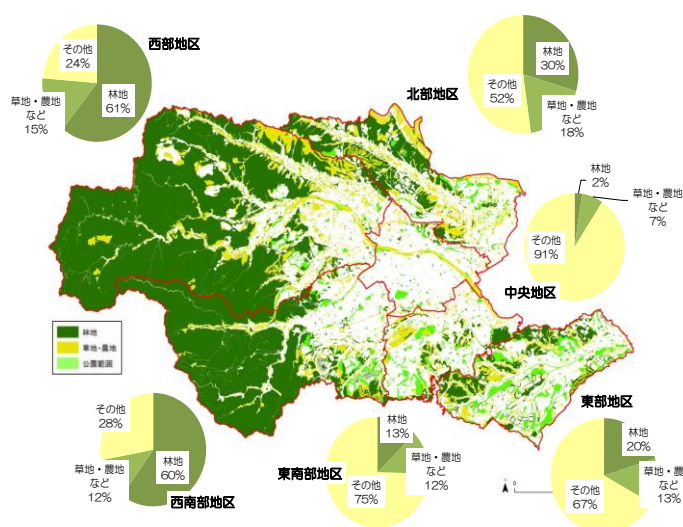 西部地区
その他
24%
林地
61%
草地・農地
など
15%
北部地区
林地
30%
その他
52%
草地・農地
など
18%
林地
2%
草地・農地
など
7%
その他
91%
中央地区
林地
草地・農地
公園範囲
その他
28%
林地
60%
草地・農地
など
12%
西南部地区
東南部地区
林地
13%
草地・農地
など
12%
その他
75%
東部地区
林地
20%
草地・農地
など
13%
その他
67%
0